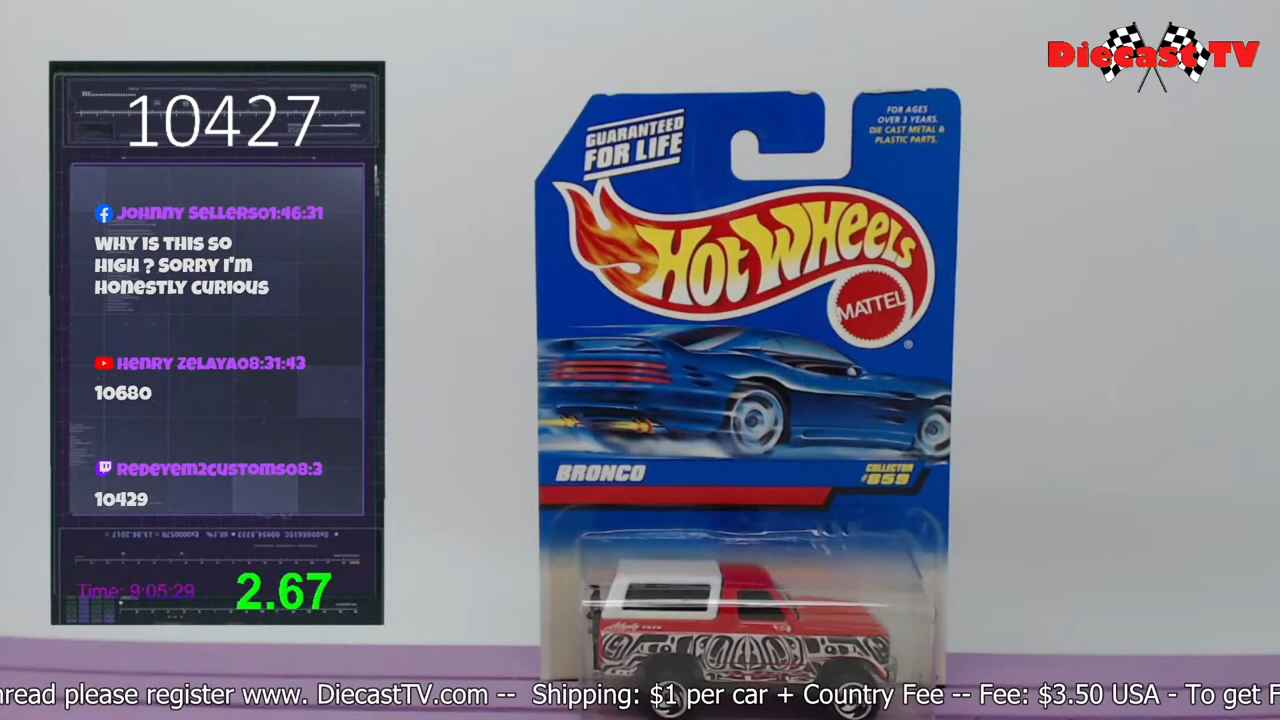 10427
Johnny Sellers01:46:31
WHY IS THIS SO
HIGH ? SORRY I'M
HONESTLY CURIOUS
Henry Zelaya08:31:43
10680
Redeyem2customs08:3
10429
Time: 9:05:29
2.67
Diecast TV
GUARANTEED
FOR LIFE
FOR AGES
OVER 3 YEARS.
DIE CAST METAL &
PLASTIC PARTS.
HOT WHEELS
MATTEL
®
BRONCO
COLLECTOR
#859
hread please register www. DiecastTV.com -- Shipping: $1 per car + Country Fee -- Fee: $3.50 USA - To get F